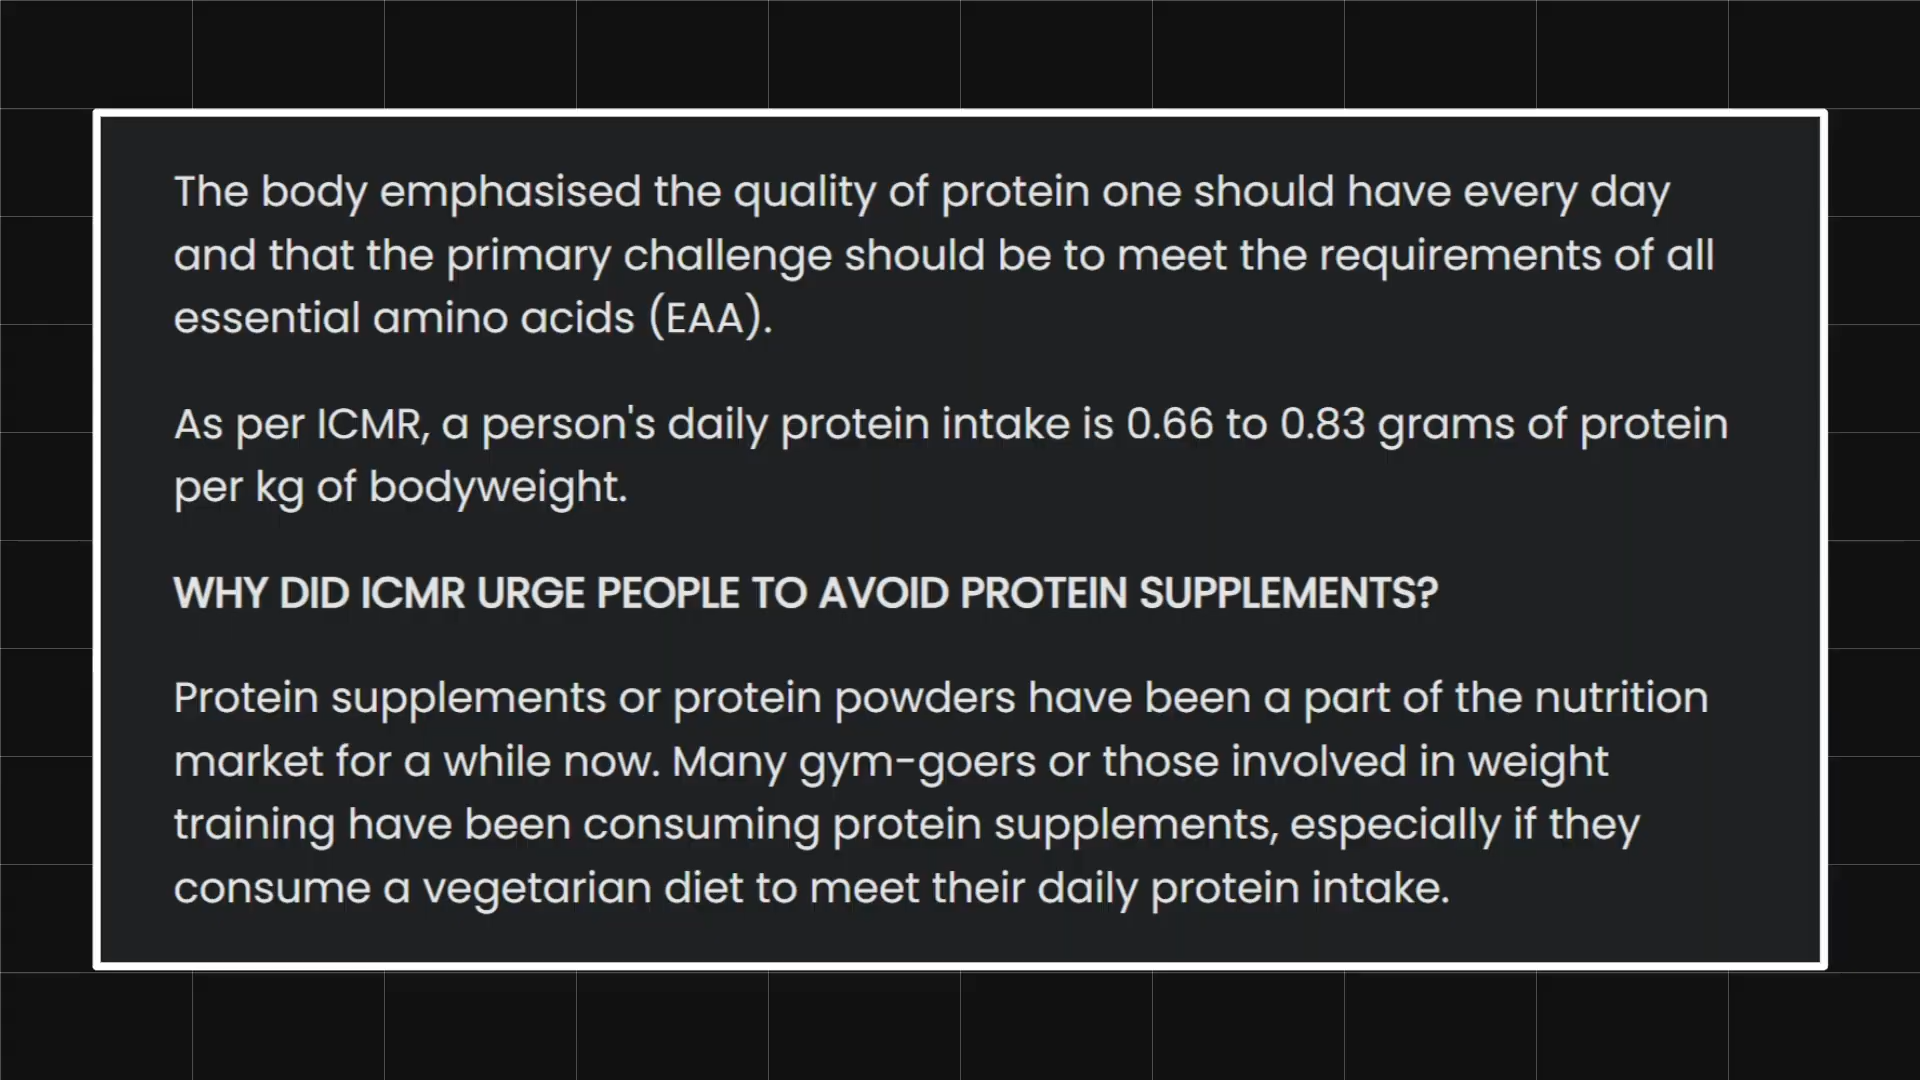 The body emphasised the quality of protein one should have every day
and that the primary challenge should be to meet the requirements of all
essential amino acids (EAA).
As per ICMR, a person's daily protein intake is 0.66 to 0.83 grams of protein
per kg of bodyweight.
WHY DID ICMR URGE PEOPLE TO AVOID PROTEIN SUPPLEMENTS?
Protein supplements or protein powders have been a part of the nutrition
market for a while now. Many gym-goers or those involved in weight
training have been consuming protein supplements, especially if they
consume a vegetarian diet to meet their daily protein intake.